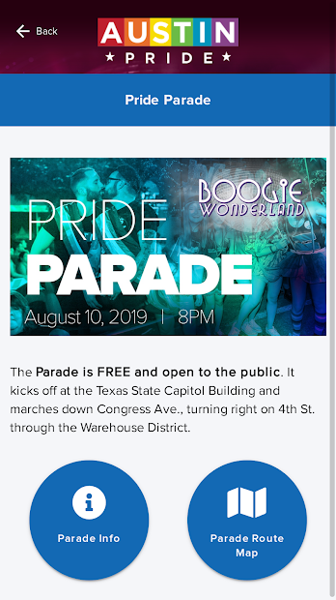 Back
AUSTIN
★ PRIDE ★
Pride Parade
BOOGIE
WONDERLAND
PRIDE
PARADE
August 10, 2019 | 8PM
The Parade is FREE and open to the public. It
kicks off at the Texas State Capitol Building and
marches down Congress Ave., turning right on 4th St.
through the Warehouse District.
Parade Info
Parade Route
Map